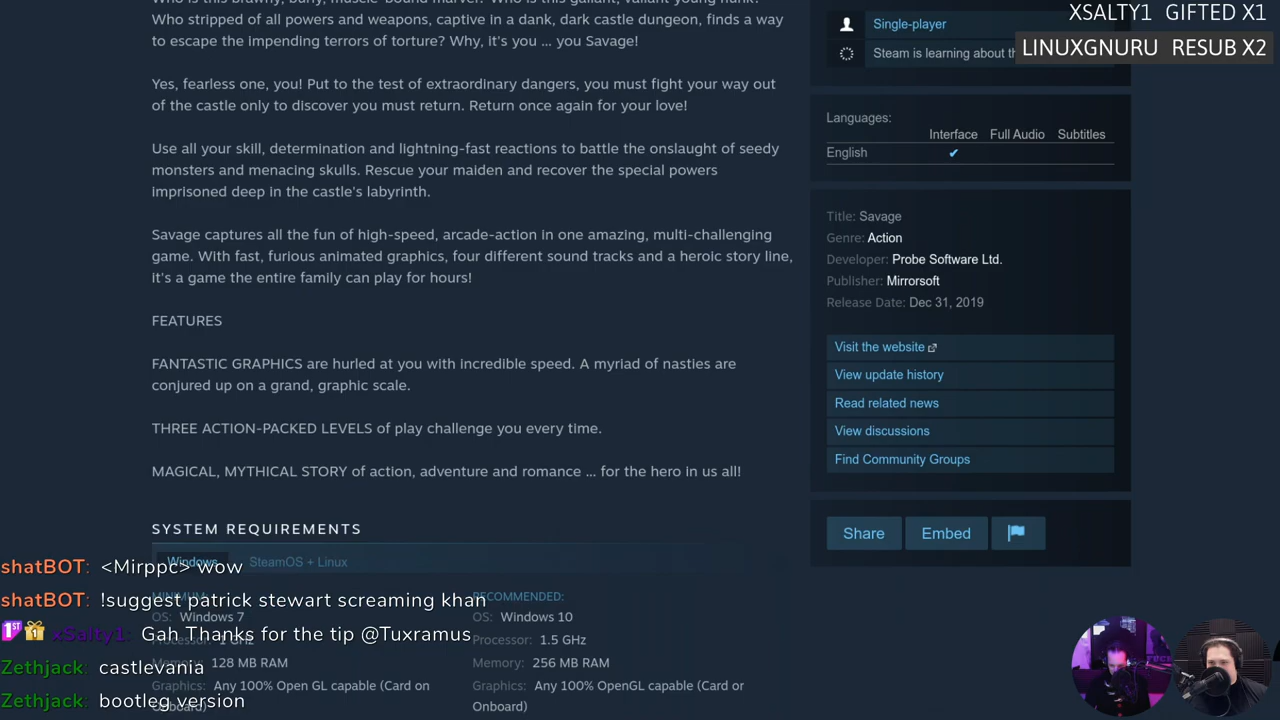 Who is this brawny, burly, muscle-bound marvel? Who is this gallant, valiant young hunk?
Who stripped of all powers and weapons, captive in a dank, dark castle dungeon, finds a way
to escape the impending terrors of torture? Why, it's you ... you Savage!
Yes, fearless one, you! Put to the test of extraordinary dangers, you must fight your way out
of the castle only to discover you must return. Return once again for your love!
Use all your skill, determination and lightning-fast reactions to battle the onslaught of seedy
monsters and menacing skulls. Rescue your maiden and recover the special powers
imprisoned deep in the castle's labyrinth.
Savage captures all the fun of high-speed, arcade-action in one amazing, multi-challenging
game. With fast, furious animated graphics, four different sound tracks and a heroic story line,
it's a game the entire family can play for hours!
FEATURES
FANTASTIC GRAPHICS are hurled at you with incredible speed. A myriad of nasties are
conjured up on a grand, graphic scale.
THREE ACTION-PACKED LEVELS of play challenge you every time.
MAGICAL, MYTHICAL STORY of action, adventure and romance ... for the hero in us all!
SYSTEM REQUIREMENTS
Windows SteamOS + Linux
MINIMUM:
OS: Windows 7
Processor: 1 GHz
Memory: 128 MB RAM
Graphics: Any 100% Open GL capable (Card on
Onboard)
RECOMMENDED:
OS: Windows 10
Processor: 1.5 GHz
Memory: 256 MB RAM
Graphics: Any 100% OpenGL capable (Card or
Onboard)
shatBOT: <Mirppc> wow
shatBOT: !suggest patrick stewart screaming khan
1ST xSalty1: Gah Thanks for the tip @Tuxramus
Zethjack: castlevania
Zethjack: bootleg version
XSALTY1 GIFTED X1
LINUXGNURU RESUB X2
Single-player
Steam is learning about th
Languages:
Interface Full Audio Subtitles
English ✔
Title: Savage
Genre: Action
Developer: Probe Software Ltd.
Publisher: Mirrorsoft
Release Date: Dec 31, 2019
Visit the website
View update history
Read related news
View discussions
Find Community Groups
Share Embed